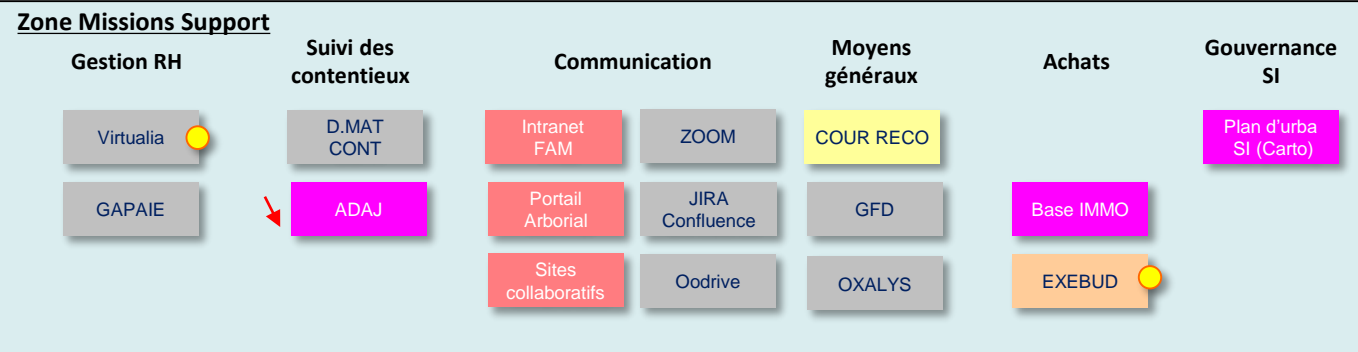 Zone Missions Support
Gestion RH
Suivi des
contentieux
Communication
Moyens
généraux
Achats
Gouvernance
SI
Virtualia
D.MAT
CONT
Intranet
FAM
ZOOM
COUR RECO
Plan d'urba
SI (Carto)
GAPAIE
ADAJ
Portail
Arborial
JIRA
Confluence
GFD
Base IMMO
Sites
collaboratifs
Oodrive
OXALYS
EXEBUD